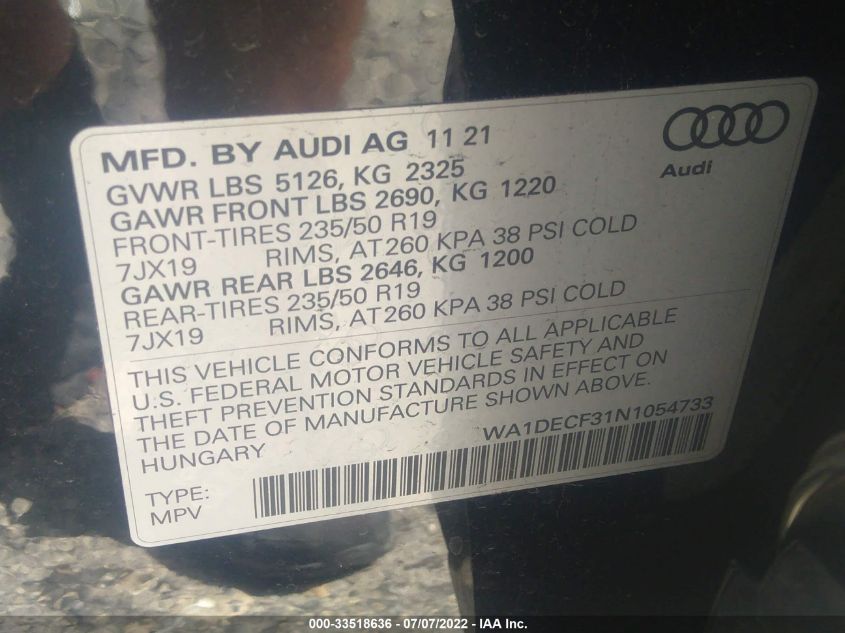 MFD. BY AUDI AG 11 21
Audi
GVWR LBS 5126, KG 2325
GAWR FRONT LBS 2690, KG 1220
FRONT-TIRES 235/50 R19
7JX19 RIMS, AT 260 KPA 38 PSI COLD
GAWR REAR LBS 2646, KG 1200
REAR-TIRES 235/50 R19
7JX19 RIMS, AT 260 KPA 38 PSI COLD
THIS VEHICLE CONFORMS TO ALL APPLICABLE
U.S. FEDERAL MOTOR VEHICLE SAFETY AND
THEFT PREVENTION STANDARDS IN EFFECT ON
THE DATE OF MANUFACTURE SHOWN ABOVE.
HUNGARY WA1DECF31N1054733
TYPE:
MPV
000-33518636 - 07/07/2022 - IAA Inc.